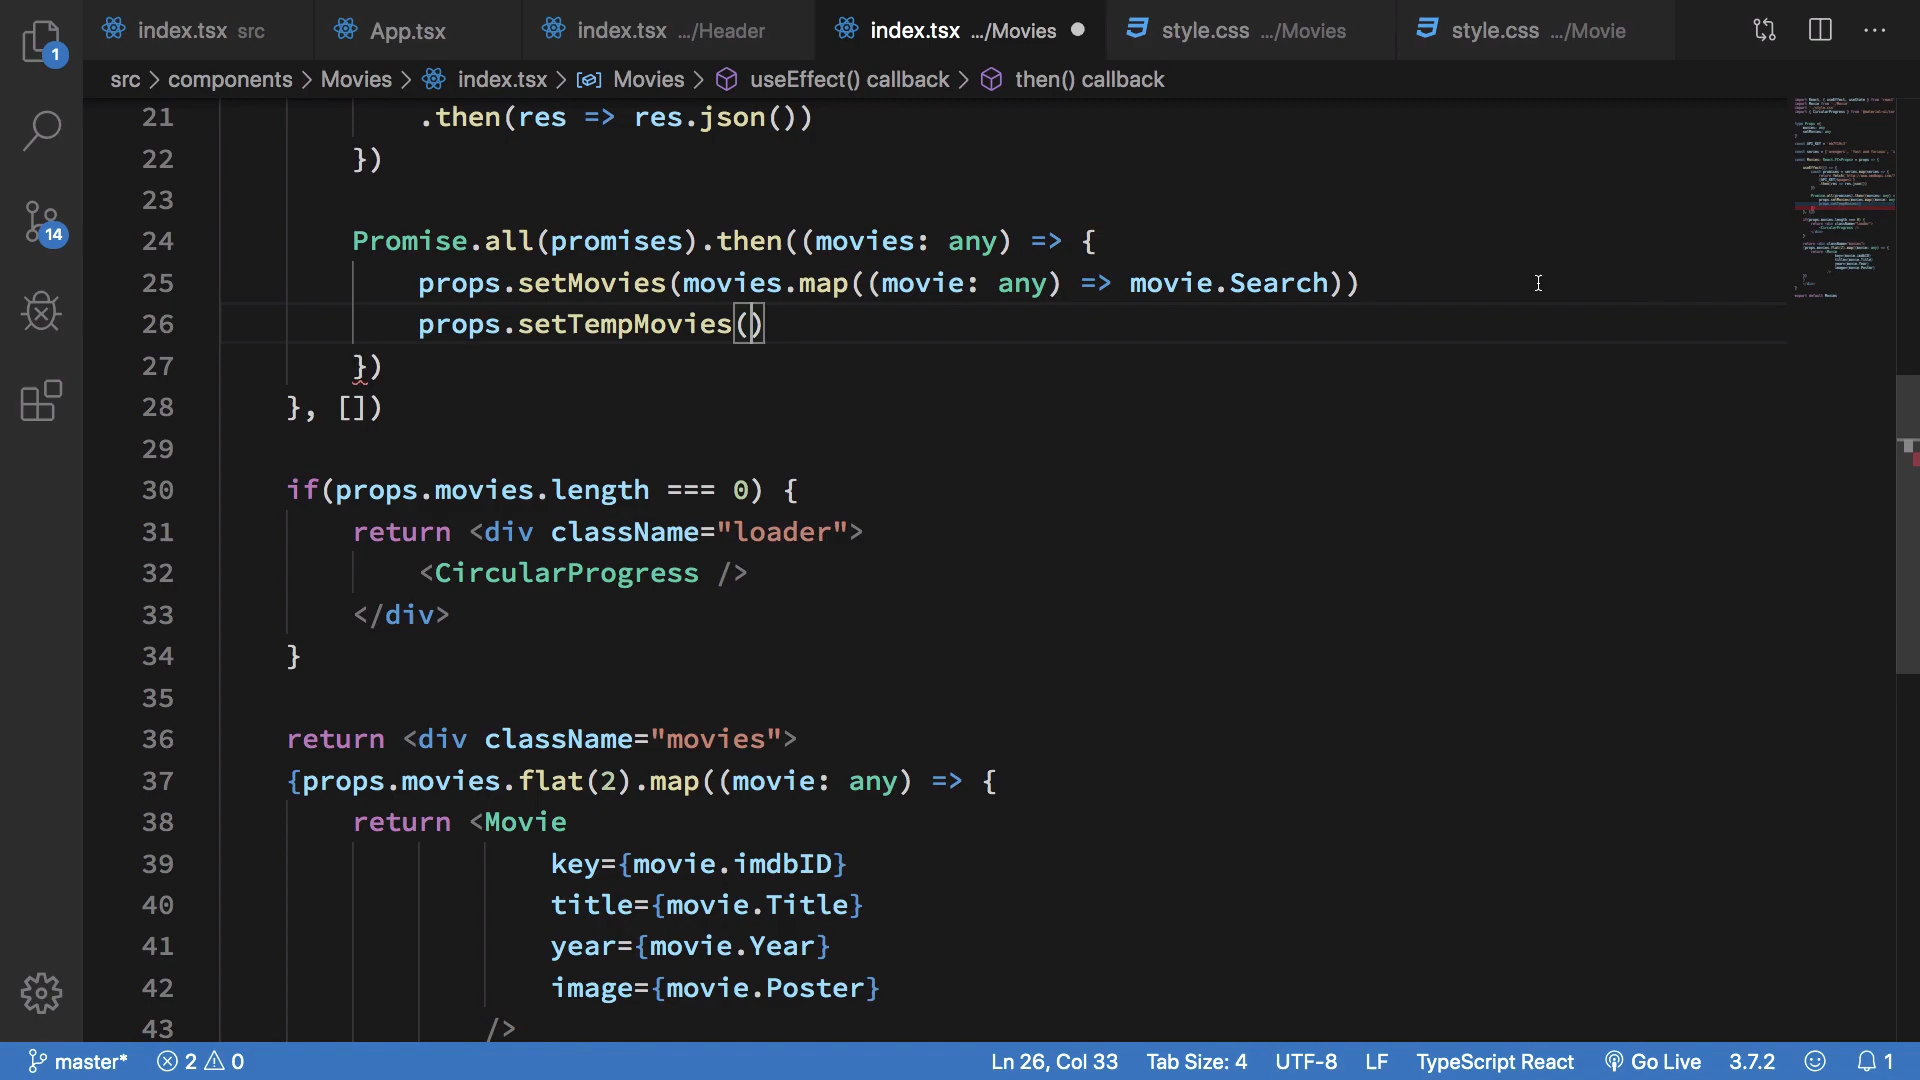 index.tsx src App.tsx index.tsx .../Header index.tsx .../Movies style.css .../Movies style.css .../Movie
1
src > components > Movies > index.tsx > Movies > useEffect() callback > then() callback
21 .then(res => res.json())
22 })
23
24 Promise.all(promises).then((movies: any) => {
25 props.setMovies(movies.map((movie: any) => movie.Search))
14
26 props.setTempMovies()
27 })
28 }, [])
29
30 if(props.movies.length === 0) {
31 return <div className="loader">
32 <CircularProgress />
33 </div>
34 }
35
36 return <div className="movies">
37 {props.movies.flat(2).map((movie: any) => {
38 return <Movie
39 key={movie.imdbID}
40 title={movie.Title}
41 year={movie.Year}
42 image={movie.Poster}
43 />
master* 2 0 Ln 26, Col 33 Tab Size: 4 UTF-8 LF TypeScript React Go Live 3.7.2 1